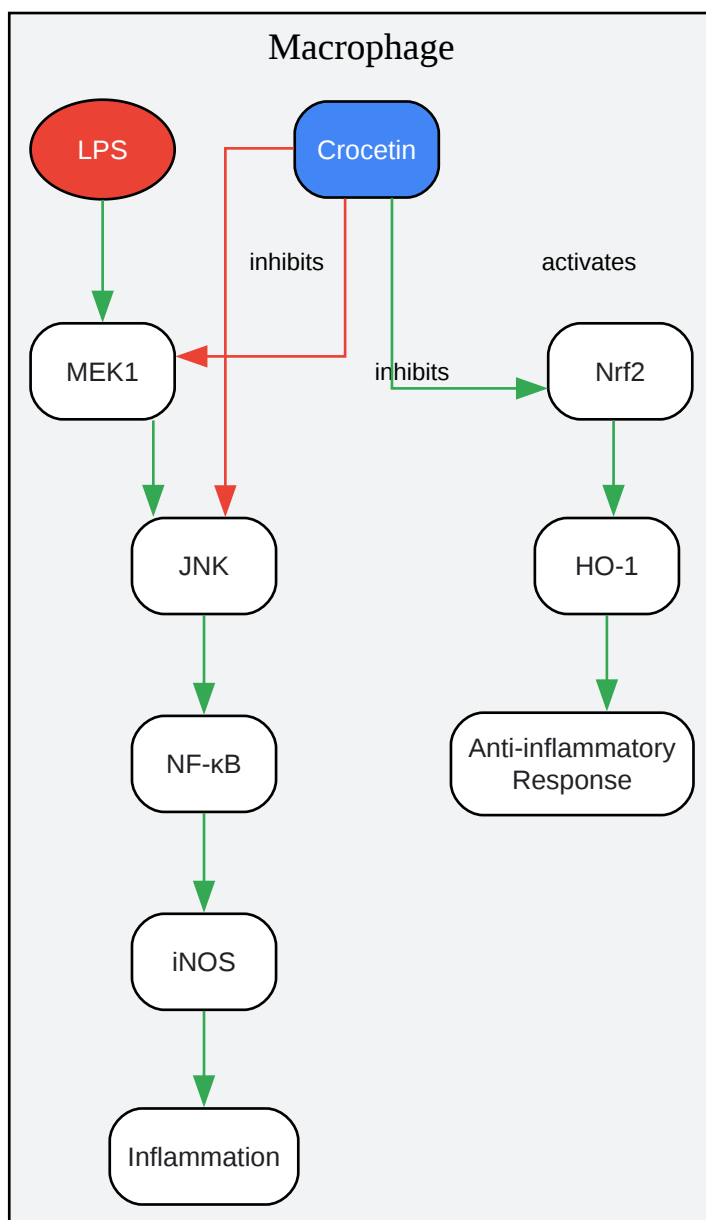 Macrophage
LPS
Crocetin
inhibits
activates
MEK1
inhibits
Nrf2
JNK
HO-1
NF-κB
Anti-inflammatory
Response
iNOS
Inflammation